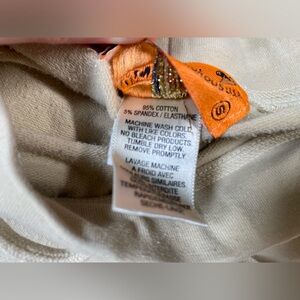 S
95% COTTON
5% SPANDEX / ELASTHANE
MACHINE WASH COLD
WITH LIKE COLORS.
NO BLEACH PRODUCTS.
TUMBLE DRY LOW.
REMOVE PROMPTLY
LAVAGE MACHINE
A FROID AVEC
SIMILAIRES